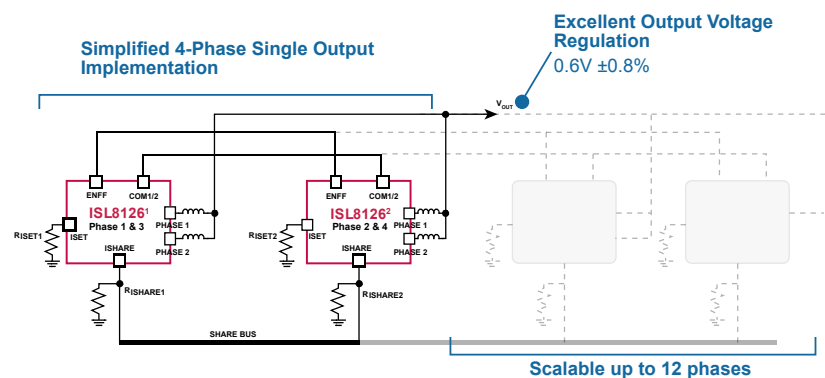 Excellent Output Voltage
Regulation
0.6V ±0.8%
Simplified 4-Phase Single Output
Implementation
VOUT
ENFF
COM1/2
ISL8126¹
Phase 1 & 3
PHASE 1
PHASE 2
ISET
RISET1
ISHARE
RISHARE1
ENFF
COM1/2
ISL8126²
Phase 2 & 4
PHASE 1
PHASE 2
ISET
RISET2
ISHARE
RISHARE2
SHARE BUS
Scalable up to 12 phases